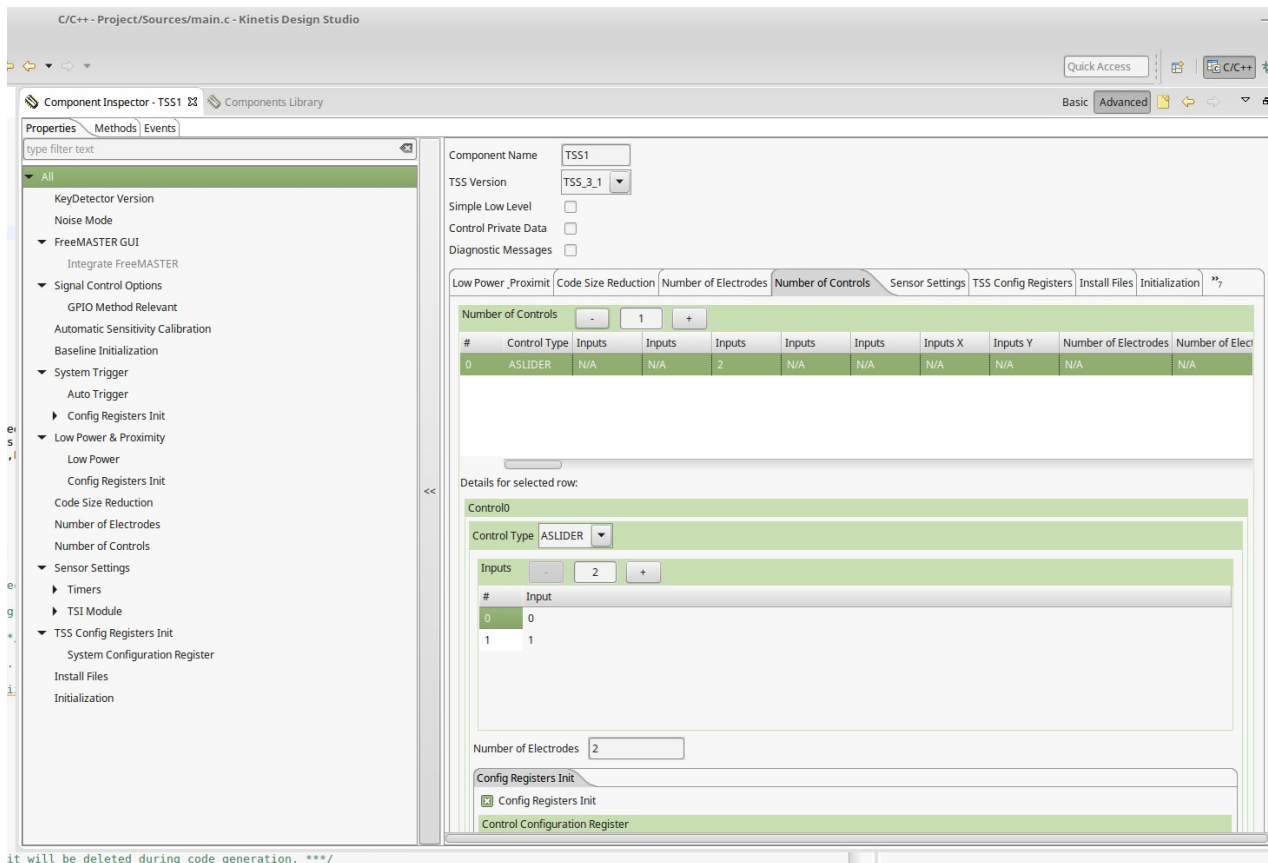 C/C++ - Project/Sources/main.c - Kinetis Design Studio
Quick Access
C/C++
Component Inspector - TSS1
Components Library
Basic Advanced
Properties Methods Events
type filter text
All
KeyDetector Version
Noise Mode
FreeMASTER GUI
Integrate FreeMASTER
Signal Control Options
GPIO Method Relevant
Automatic Sensitivity Calibration
Baseline Initialization
System Trigger
Auto Trigger
Config Registers Init
Low Power & Proximity
Low Power
Config Registers Init
Code Size Reduction
Number of Electrodes
Number of Controls
Sensor Settings
Timers
TSI Module
TSS Config Registers Init
System Configuration Register
Install Files
Initialization
<<
Component Name TSS1
TSS Version TSS_3_1
Simple Low Level
Control Private Data
Diagnostic Messages
Low Power_Proximit Code Size Reduction Number of Electrodes Number of Controls Sensor Settings TSS Config Registers Install Files Initialization »7
Number of Controls - 1 +
# Control Type Inputs Inputs Inputs Inputs Inputs Inputs X Inputs Y Number of Electrodes Number of Elect
0 ASLIDER N/A N/A 2 N/A N/A N/A N/A N/A N/A
Details for selected row:
Control0
Control Type ASLIDER
Inputs - 2 +
# Input
0 0
1 1
Number of Electrodes 2
Config Registers Init
Config Registers Init
Control Configuration Register
it will be deleted during code generation. ***/